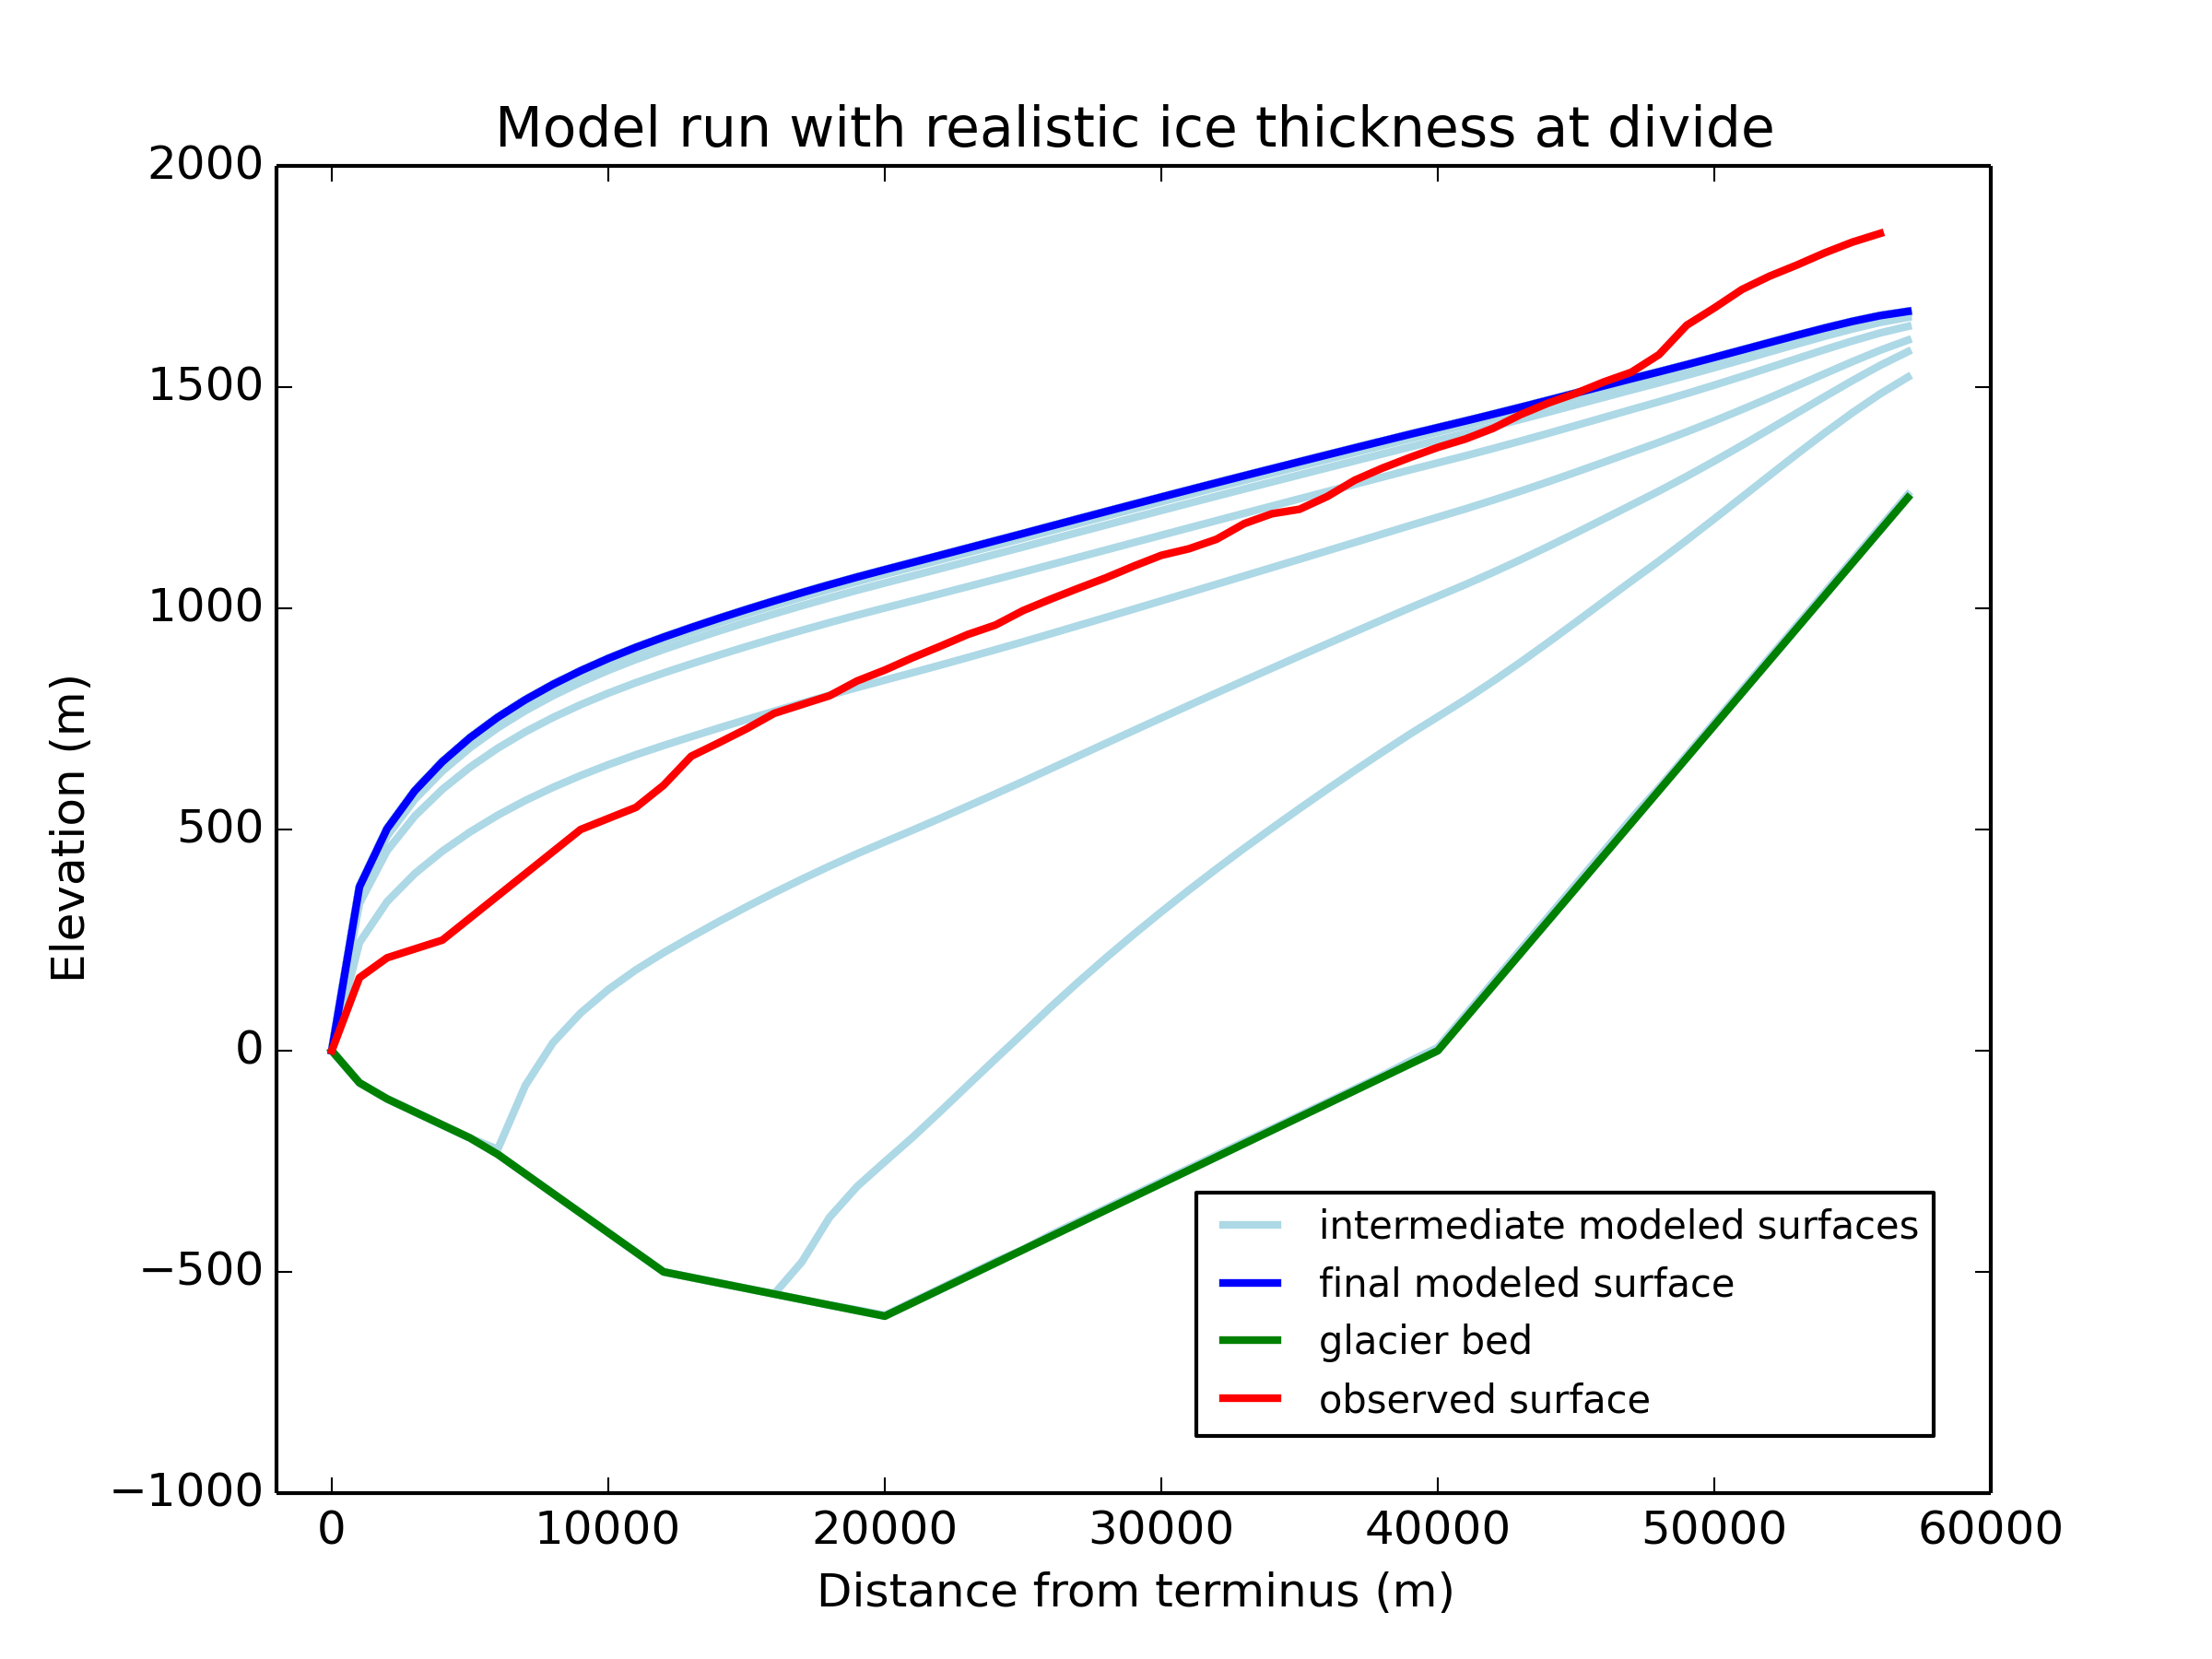 Model run with realistic ice thickness at divide
2000
1500
1000
500
0
−500
−1000
Elevation (m)
0 10000 20000 30000 40000 50000 60000
Distance from terminus (m)
intermediate modeled surfaces
final modeled surface
glacier bed
observed surface